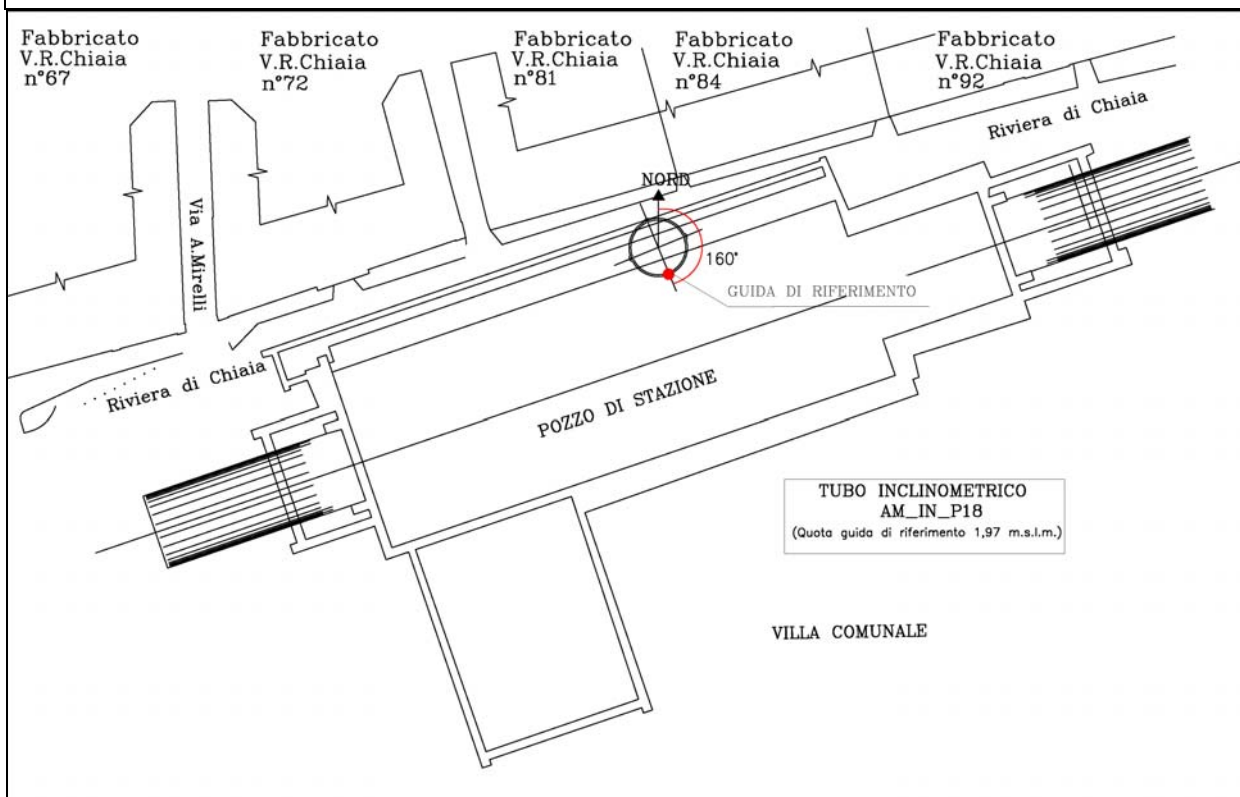 Fabbricato
V.R.Chiaia
n°67
Fabbricato
V.R.Chiaia
n°72
Fabbricato
V.R.Chiaia
n°81
Fabbricato
V.R.Chiaia
n°84
Fabbricato
V.R.Chiaia
n°92
Riviera di Chiaia
NORD
Via A.Mirelli
160°
GUIDA DI RIFERIMENTO
Riviera di Chiaia
POZZO DI STAZIONE
TUBO INCLINOMETRICO
AM_IN_P18
(Quota guida di riferimento 1,97 m.s.l.m.)
VILLA COMUNALE